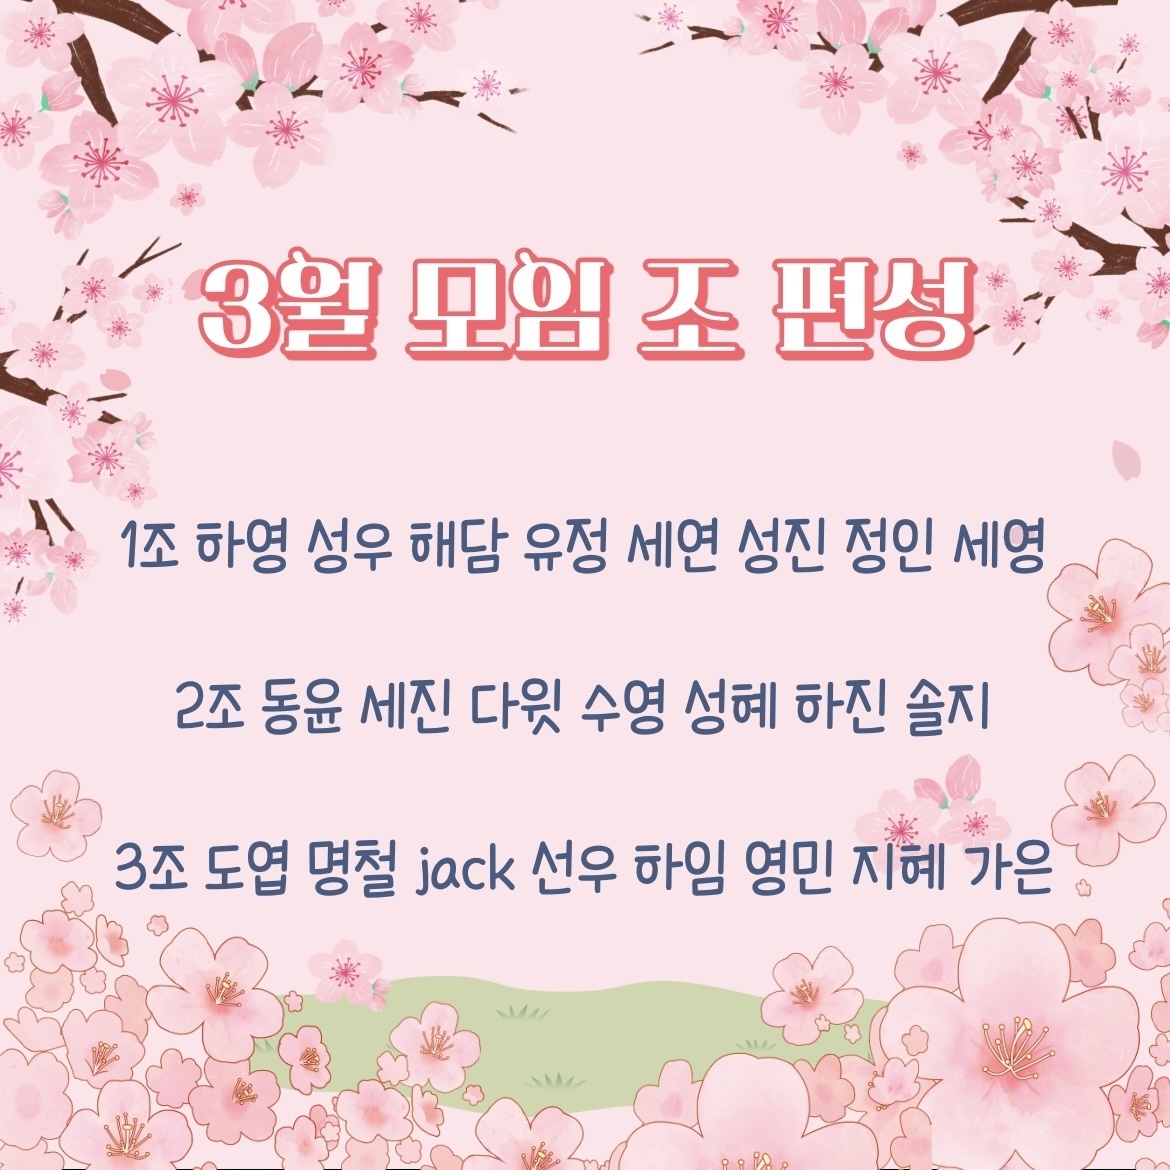 3월 모임 조 편성
1조 하영 성우 해담 유정 세연 성진 정인 세영
2조 동윤 세진 다윗 수영 성혜 하진 솔지
3조 도엽 명철 jack 선우 하임 영민 지혜 가은